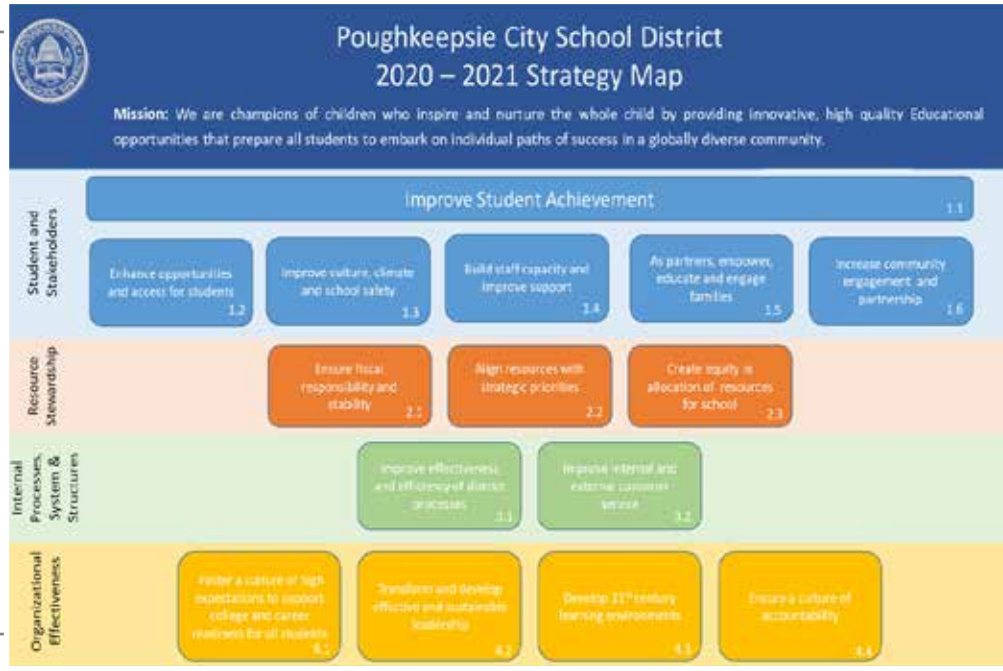 Poughkeepsie City School District
2020 – 2021 Strategy Map
Mission: We are champions of children who inspire and nurture the whole child by providing innovative, high quality Educational
opportunities that prepare all students to embark on individual paths of success in a globally diverse community.
Student and
Stakeholders
Improve Student Achievement
1.1
Enhance opportunities
and access for students
1.2
Improve culture, climate
and school safety
1.3
Build staff capacity and
improve support
1.4
As partners, empower,
educate and engage
families
1.5
Increase community
engagement and
partnership
1.6
Resource
Stewardship
Ensure fiscal
responsibility and
stability
2.1
Align resources with
strategic priorities
2.2
Create equity in
allocation of resources
for school
2.3
Internal
Processes,
System &
Structures
Improve effectiveness
and efficiency of district
processes
3.1
Improve internal and
external customer
service
3.2
Organizational
Effectiveness
Foster a culture of high
expectations to support
college and career
readiness for all students
4.1
Transform and develop
effective and sustainable
leadership
4.2
Develop 21st century
learning environments
4.3
Ensure a culture of
accountability
4.4